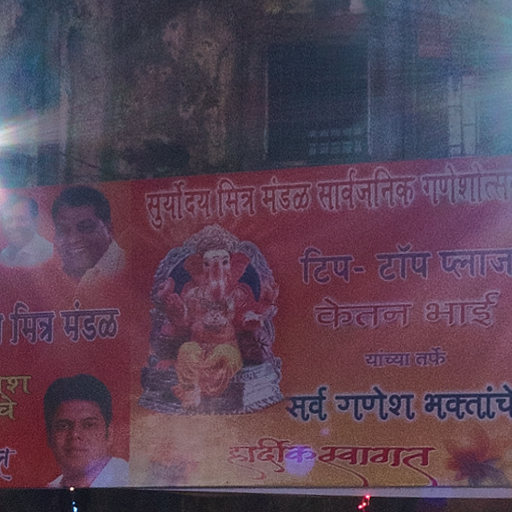 सुर्योदय मित्र मंडळ सार्वजनिक गणेशोत्स
टिप- टॉप प्लाज
केतन भाई
यांच्या तर्फे
सर्व गणेश भक्तांचे
हार्दीक स्वागत
मित्र मंडळ